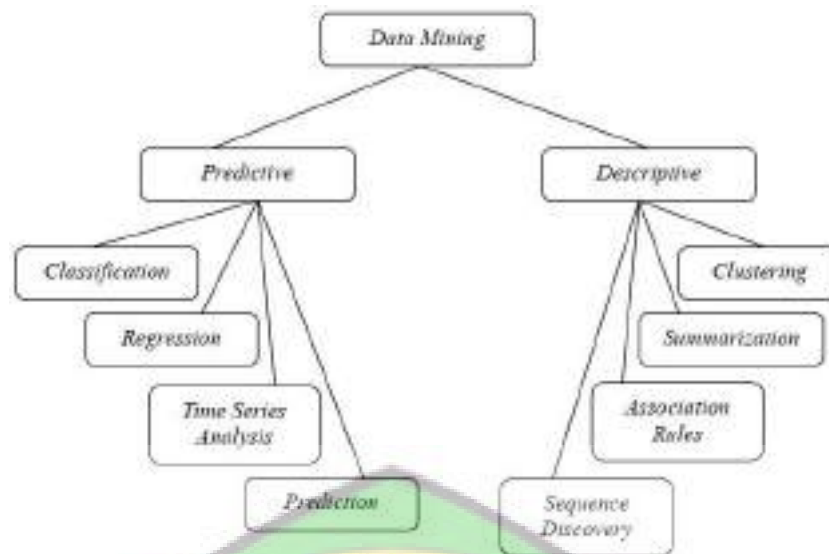 Data Mining
Predictive
Descriptive
Classification
Clustering
Regression
Summarization
Time Series
Analysis
Association
Rules
Prediction
Sequence
Discovery